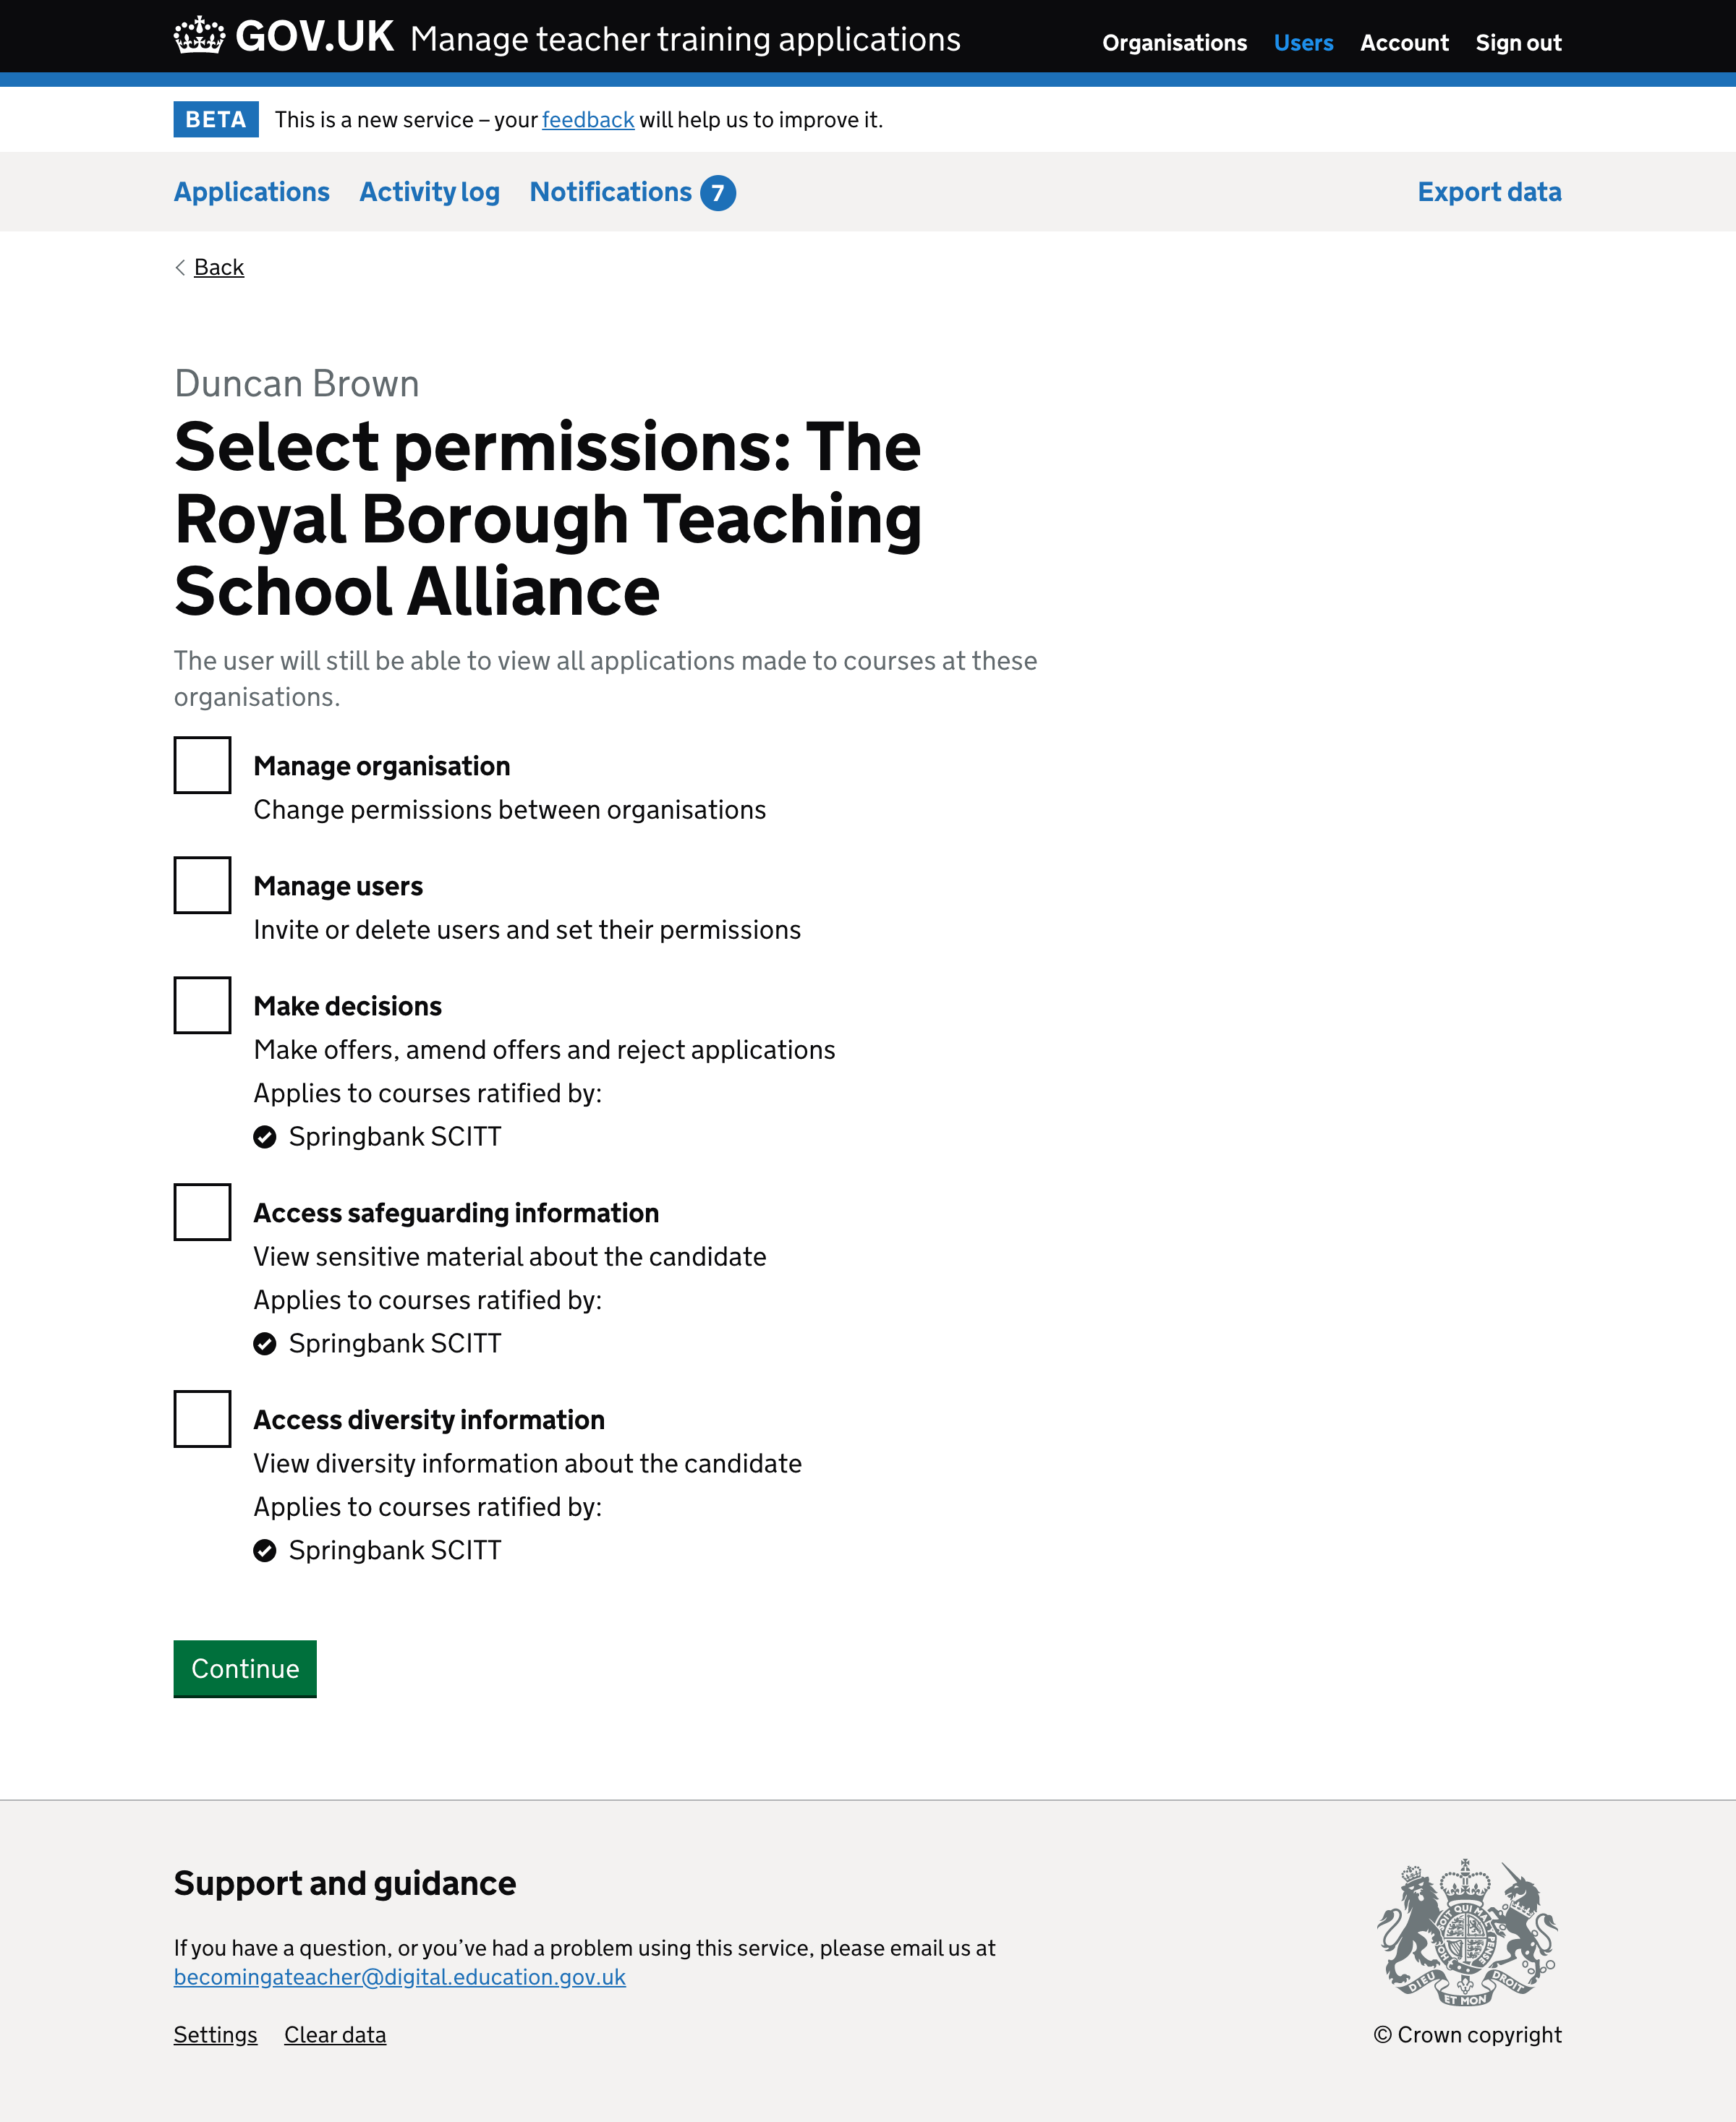 GOV.UK Manage teacher training applications
Organisations Users Account Sign out
BETA This is a new service – your feedback will help us to improve it.
Applications Activity log Notifications 7 Export data
Back
Duncan Brown
Select permissions: The
Royal Borough Teaching
School Alliance
The user will still be able to view all applications made to courses at these
organisations.
Manage organisation
Change permissions between organisations
Manage users
Invite or delete users and set their permissions
Make decisions
Make offers, amend offers and reject applications
Applies to courses ratified by:
Springbank SCITT
Access safeguarding information
View sensitive material about the candidate
Applies to courses ratified by:
Springbank SCITT
Access diversity information
View diversity information about the candidate
Applies to courses ratified by:
Springbank SCITT
Continue
Support and guidance
If you have a question, or you’ve had a problem using this service, please email us at
becomingateacher@digital.education.gov.uk
Settings Clear data
DIEU ET MON DROIT
© Crown copyright